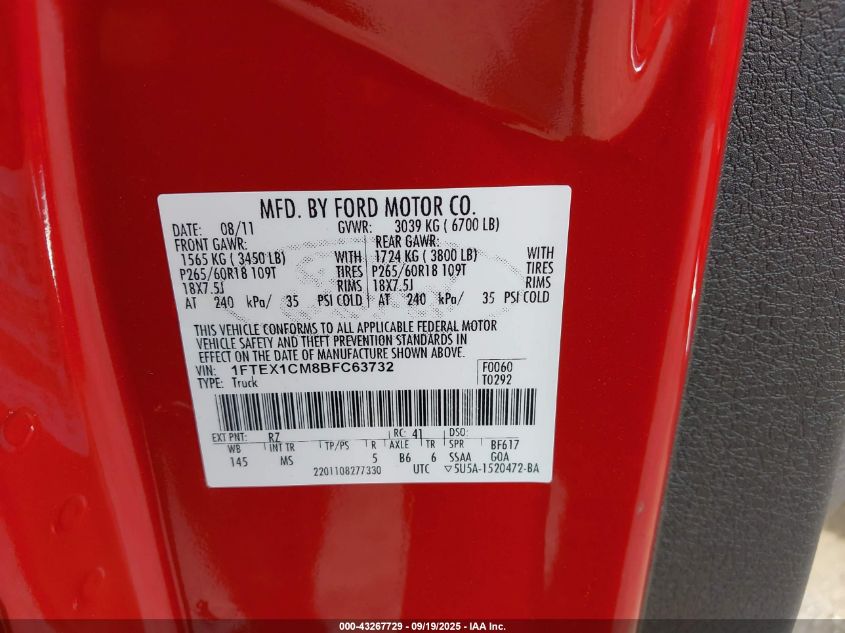 MFD. BY FORD MOTOR CO.
DATE: 08/11 GVWR: 3039 KG ( 6700 LB)
FRONT GAWR: REAR GAWR:
1565 KG ( 3450 LB) WITH 1724 KG ( 3800 LB) WITH
P265/60R18 109T TIRES P265/60R18 109T TIRES
18X7.5J RIMS 18X7.5J RIMS
AT 240 kPa/ 35 PSI COLD AT 240 kPa/ 35 PSI COLD
THIS VEHICLE CONFORMS TO ALL APPLICABLE FEDERAL MOTOR
VEHICLE SAFETY AND THEFT PREVENTION STANDARDS IN
EFFECT ON THE DATE OF MANUFACTURE SHOWN ABOVE.
VIN: 1FTEX1CM8BFC63732 F0060
TYPE: Truck T0292
EXT PNT: RZ RC: 41 DSO:
WB INT TR TP/PS R AXLE TR SPR BF617
145 MS 5 B6 6 SSAA GOA
2201108277330 UTC ▽5U5A-1520472-BA
000-43267729 - 09/19/2025 - IAA Inc.